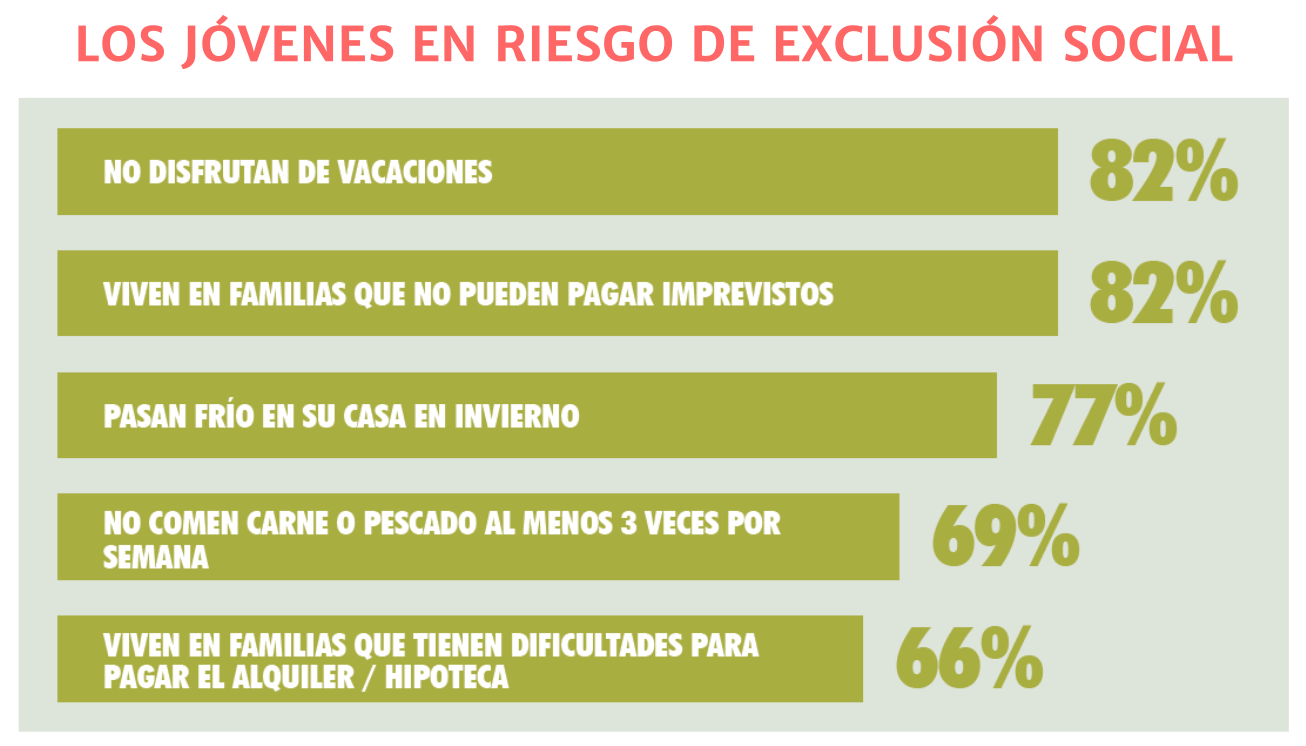 LOS JÓVENES EN RIESGO DE EXCLUSIÓN SOCIAL
NO DISFRUTAN DE VACACIONES
82%
VIVEN EN FAMILIAS QUE NO PUEDEN PAGAR IMPREVISTOS
82%
PASAN FRÍO EN SU CASA EN INVIERNO
77%
NO COMEN CARNE O PESCADO AL MENOS 3 VECES POR
SEMANA
69%
VIVEN EN FAMILIAS QUE TIENEN DIFICULTADES PARA
PAGAR EL ALQUILER / HIPOTECA
66%